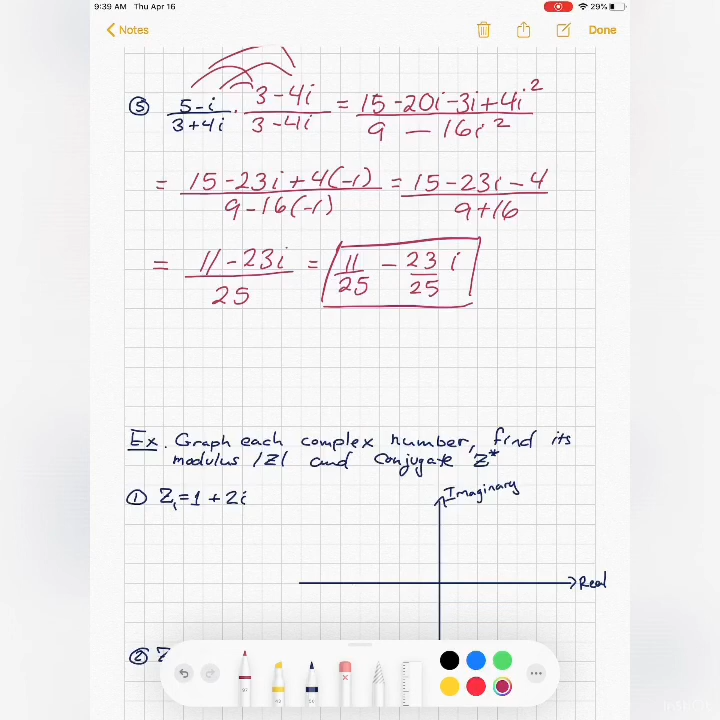 9:39 AM Thu Apr 16 29%
Notes Done
⑤ 5-i/3+4i · 3-4i/3-4i = 15-20i-3i+4i²/9-16i²
= 15-23i+4(-1)/9-16(-1) = 15-23i-4/9+16
= 11-23i/25 = 11/25 - 23/25 i
Ex. Graph each complex number, find its
modulus |Z| and conjugate Z*
① Z₁=1+2i
Imaginary
Real
② Z